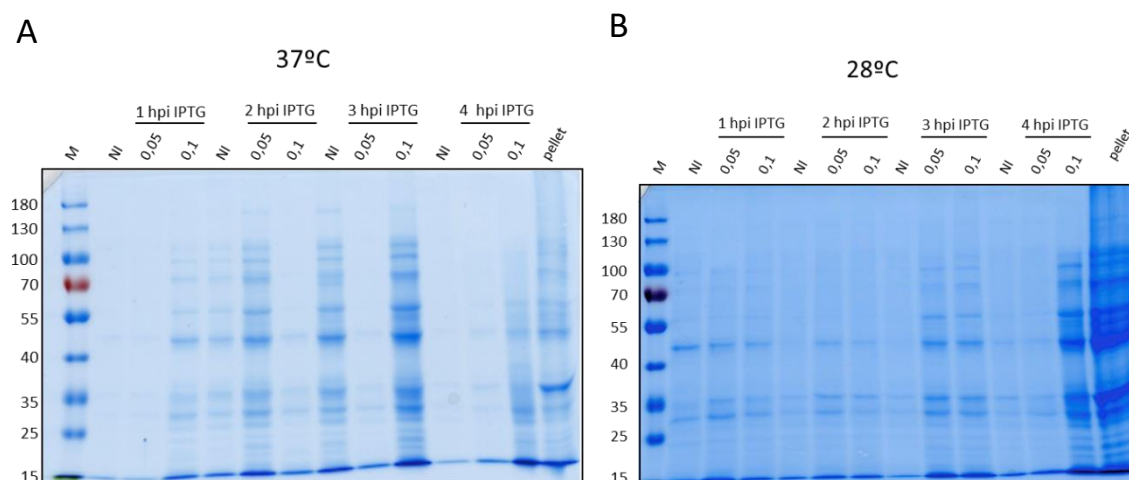 A
37ºC
1 hpi IPTG 2 hpi IPTG 3 hpi IPTG 4 hpi IPTG
M NI 0,05 0,1 NI 0,05 0,1 NI 0,05 0,1 NI 0,05 0,1 pellet
180
130
100
70
55
40
35
25
15
B
28ºC
1 hpi IPTG 2 hpi IPTG 3 hpi IPTG 4 hpi IPTG
M NI 0,05 0,1 NI 0,05 0,1 NI 0,05 0,1 NI 0,05 0,1 pellet
180
130
100
70
55
40
35
25
15